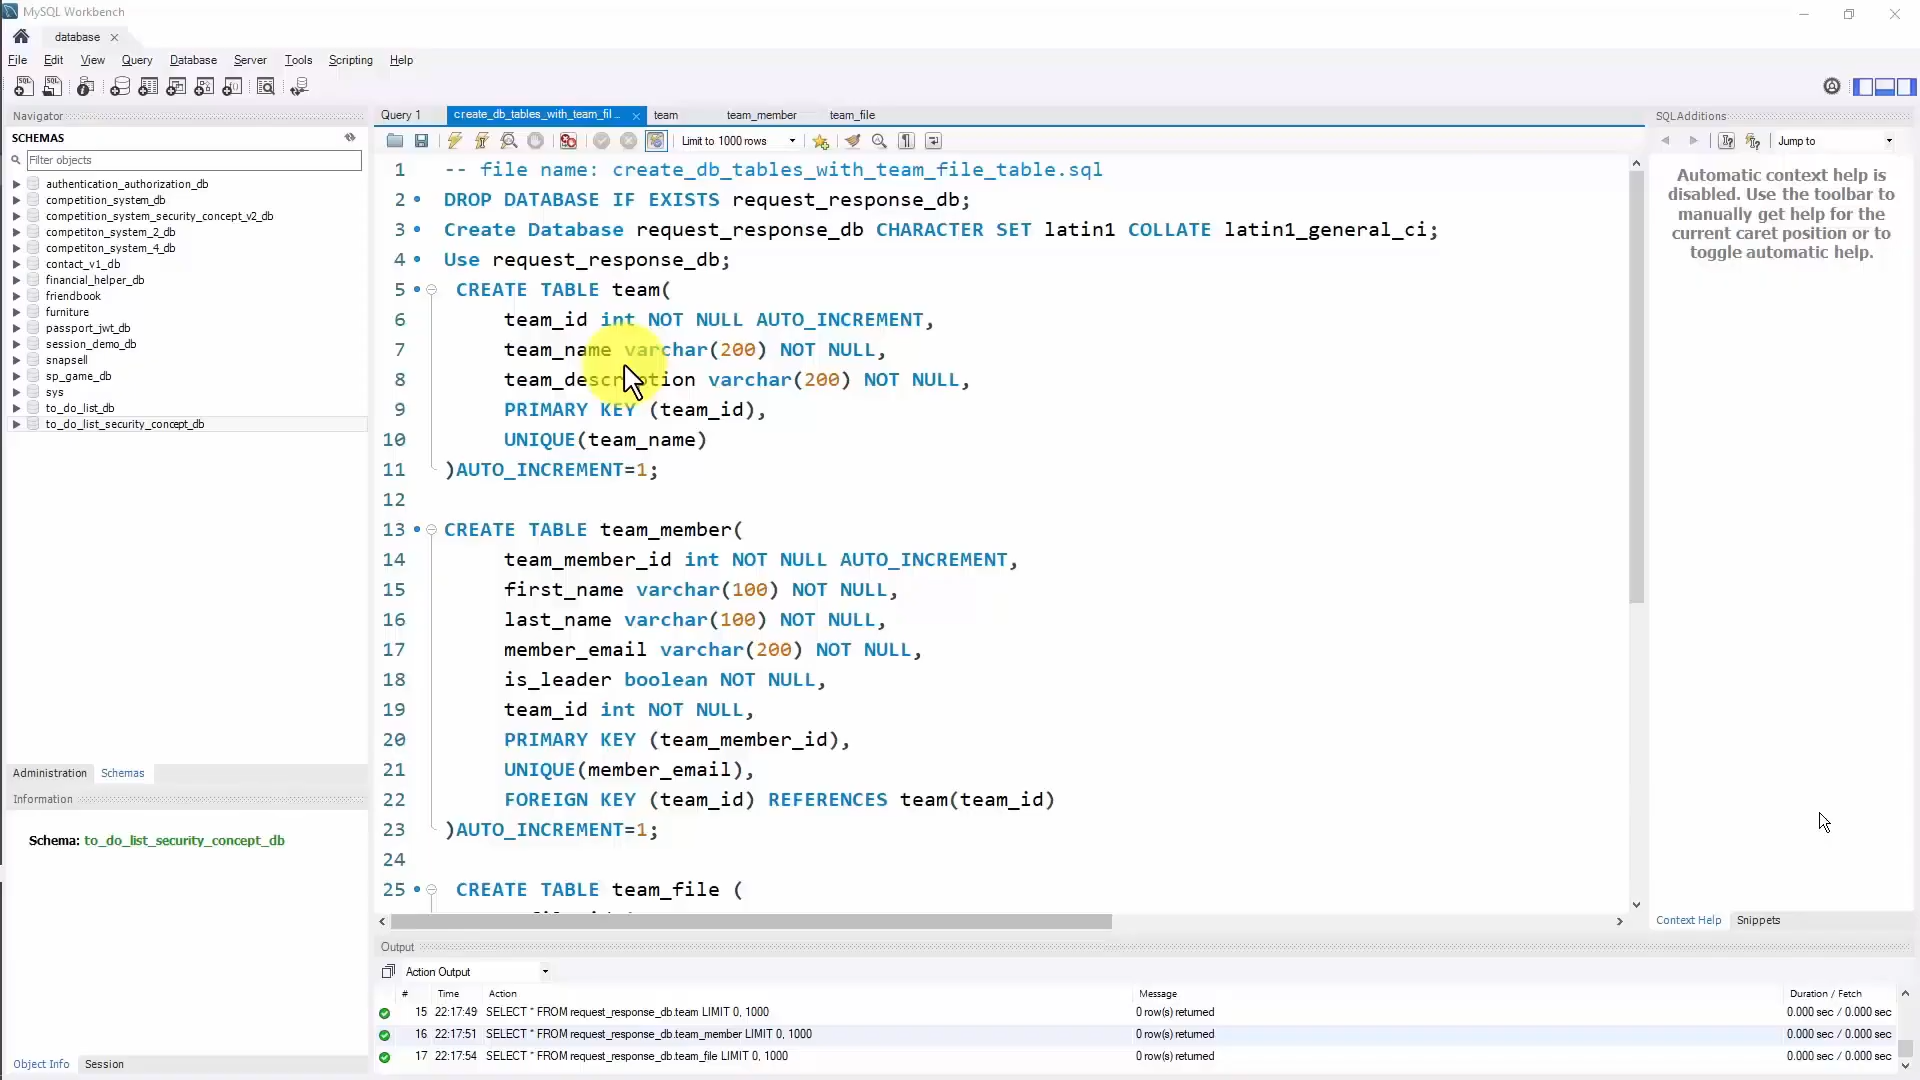 MySQL Workbench
database
File Edit View Query Database Server Tools Scripting Help
Navigator
SCHEMAS
Filter objects
authentication_authorization_db
competition_system_db
competition_system_security_concept_v2_db
competiton_system_2_db
competiton_system_4_db
contact_v1_db
financial_helper_db
friendbook
furniture
passport_jwt_db
session_demo_db
snapsell
sp_game_db
sys
to_do_list_db
to_do_list_security_concept_db
Administration Schemas
Information
Schema: to_do_list_security_concept_db
Object Info Session
Query 1 create_db_tables_with_team_fil... team team_member team_file
Limit to 1000 rows
1 -- file name: create_db_tables_with_team_file_table.sql
2 DROP DATABASE IF EXISTS request_response_db;
3 Create Database request_response_db CHARACTER SET latin1 COLLATE latin1_general_ci;
4 Use request_response_db;
5 CREATE TABLE team(
6 team_id int NOT NULL AUTO_INCREMENT,
7 team_name varchar(200) NOT NULL,
8 team_description varchar(200) NOT NULL,
9 PRIMARY KEY (team_id),
10 UNIQUE(team_name)
11 )AUTO_INCREMENT=1;
12
13 CREATE TABLE team_member(
14 team_member_id int NOT NULL AUTO_INCREMENT,
15 first_name varchar(100) NOT NULL,
16 last_name varchar(100) NOT NULL,
17 member_email varchar(200) NOT NULL,
18 is_leader boolean NOT NULL,
19 team_id int NOT NULL,
20 PRIMARY KEY (team_member_id),
21 UNIQUE(member_email),
22 FOREIGN KEY (team_id) REFERENCES team(team_id)
23 )AUTO_INCREMENT=1;
24
25 CREATE TABLE team_file (
SQLAdditions
Jump to
Automatic context help is
disabled. Use the toolbar to
manually get help for the
current caret position or to
toggle automatic help.
Context Help Snippets
Output
Action Output
# Time Action Message Duration / Fetch
15 22:17:49 SELECT * FROM request_response_db.team LIMIT 0, 1000 0 row(s) returned 0.000 sec / 0.000 sec
16 22:17:51 SELECT * FROM request_response_db.team_member LIMIT 0, 1000 0 row(s) returned 0.000 sec / 0.000 sec
17 22:17:54 SELECT * FROM request_response_db.team_file LIMIT 0, 1000 0 row(s) returned 0.000 sec / 0.000 sec